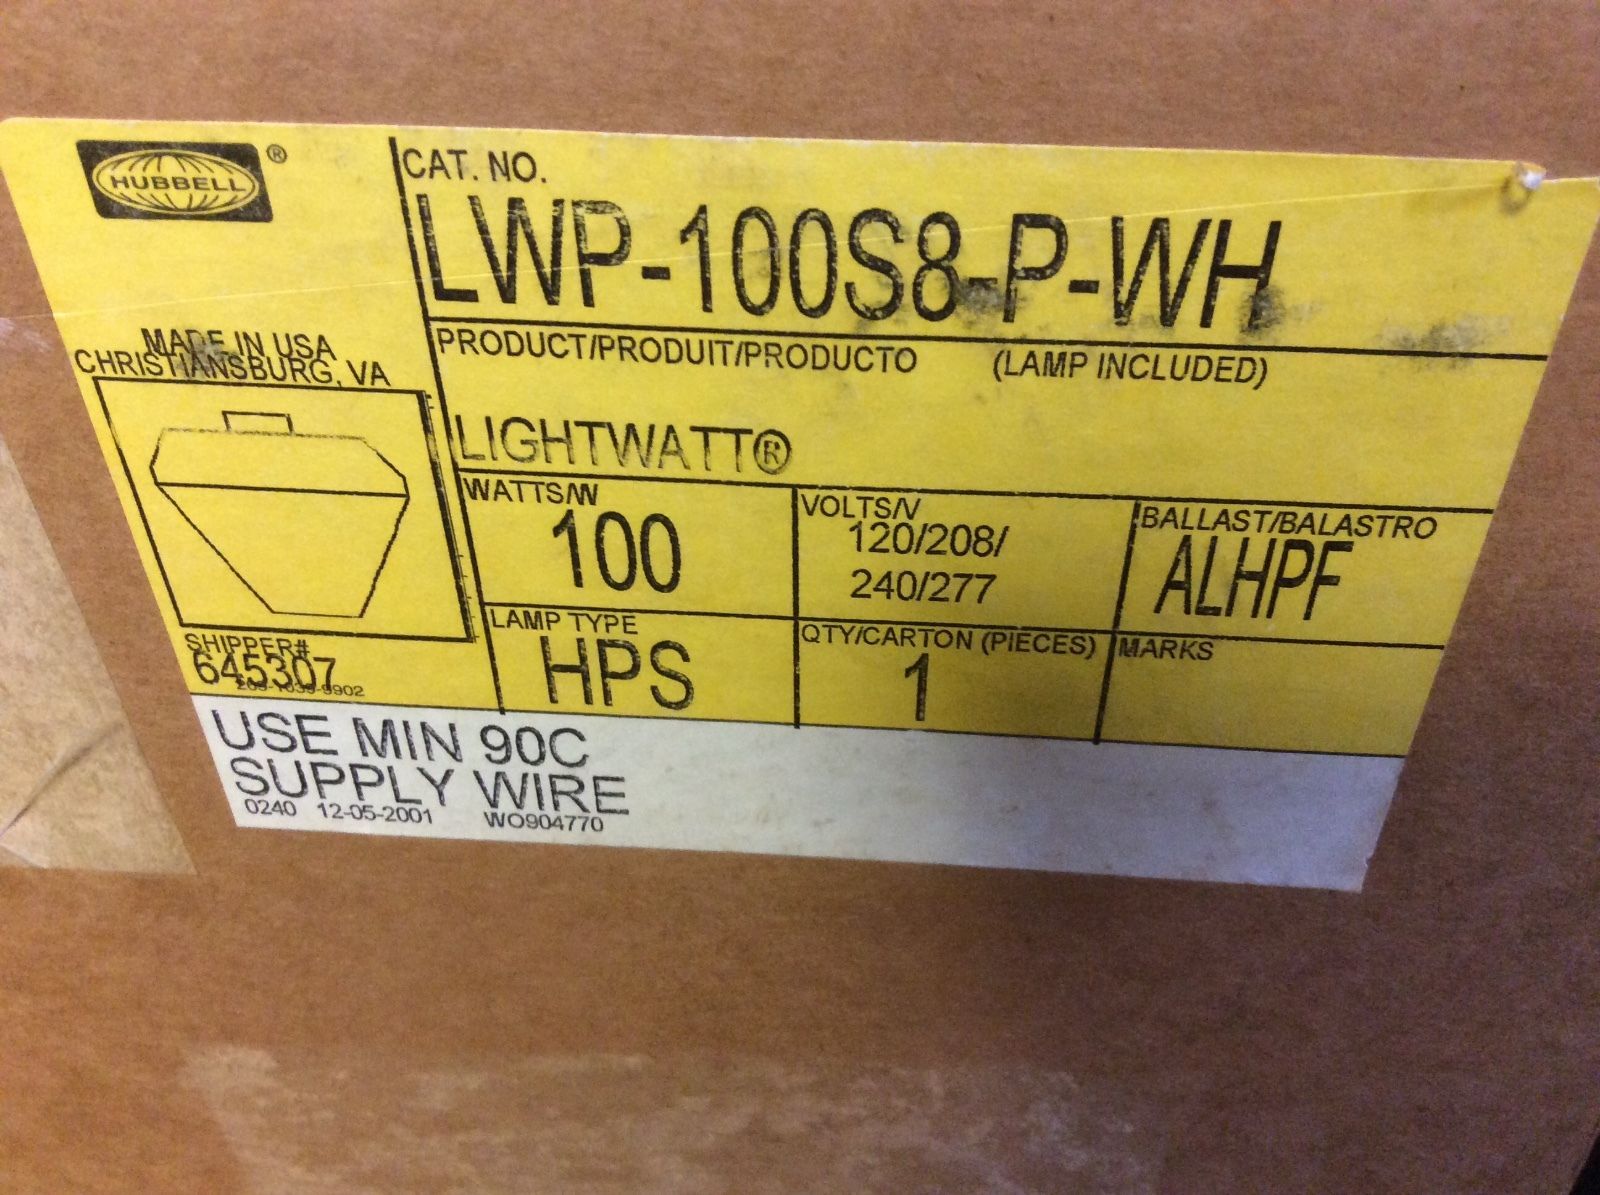 HUBBELL ®
CAT. NO.
LWP-100S8-P-WH
MADE IN USA
CHRISTIANSBURG, VA
PRODUCT/PRODUIT/PRODUCTO (LAMP INCLUDED)
LIGHTWATT®
WATTS/W
100
VOLTS/V
120/208/
240/277
BALLAST/BALASTRO
ALHPF
SHIPPER#
645307
LAMP TYPE
HPS
QTY/CARTON (PIECES)
1
MARKS
USE MIN 90C
SUPPLY WIRE
0240 12-05-2001 WO904770